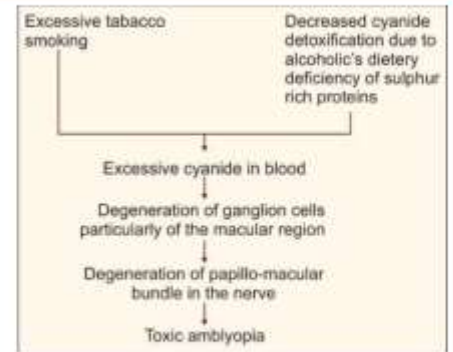 Excessive tabacco
smoking
Decreased cyanide
detoxification due to
alcoholic's dietery
deficiency of sulphur
rich proteins
Excessive cyanide in blood
Degeneration of ganglion cells
particularly of the macular region
Degeneration of papillo-macular
bundle in the nerve
Toxic amblyopia